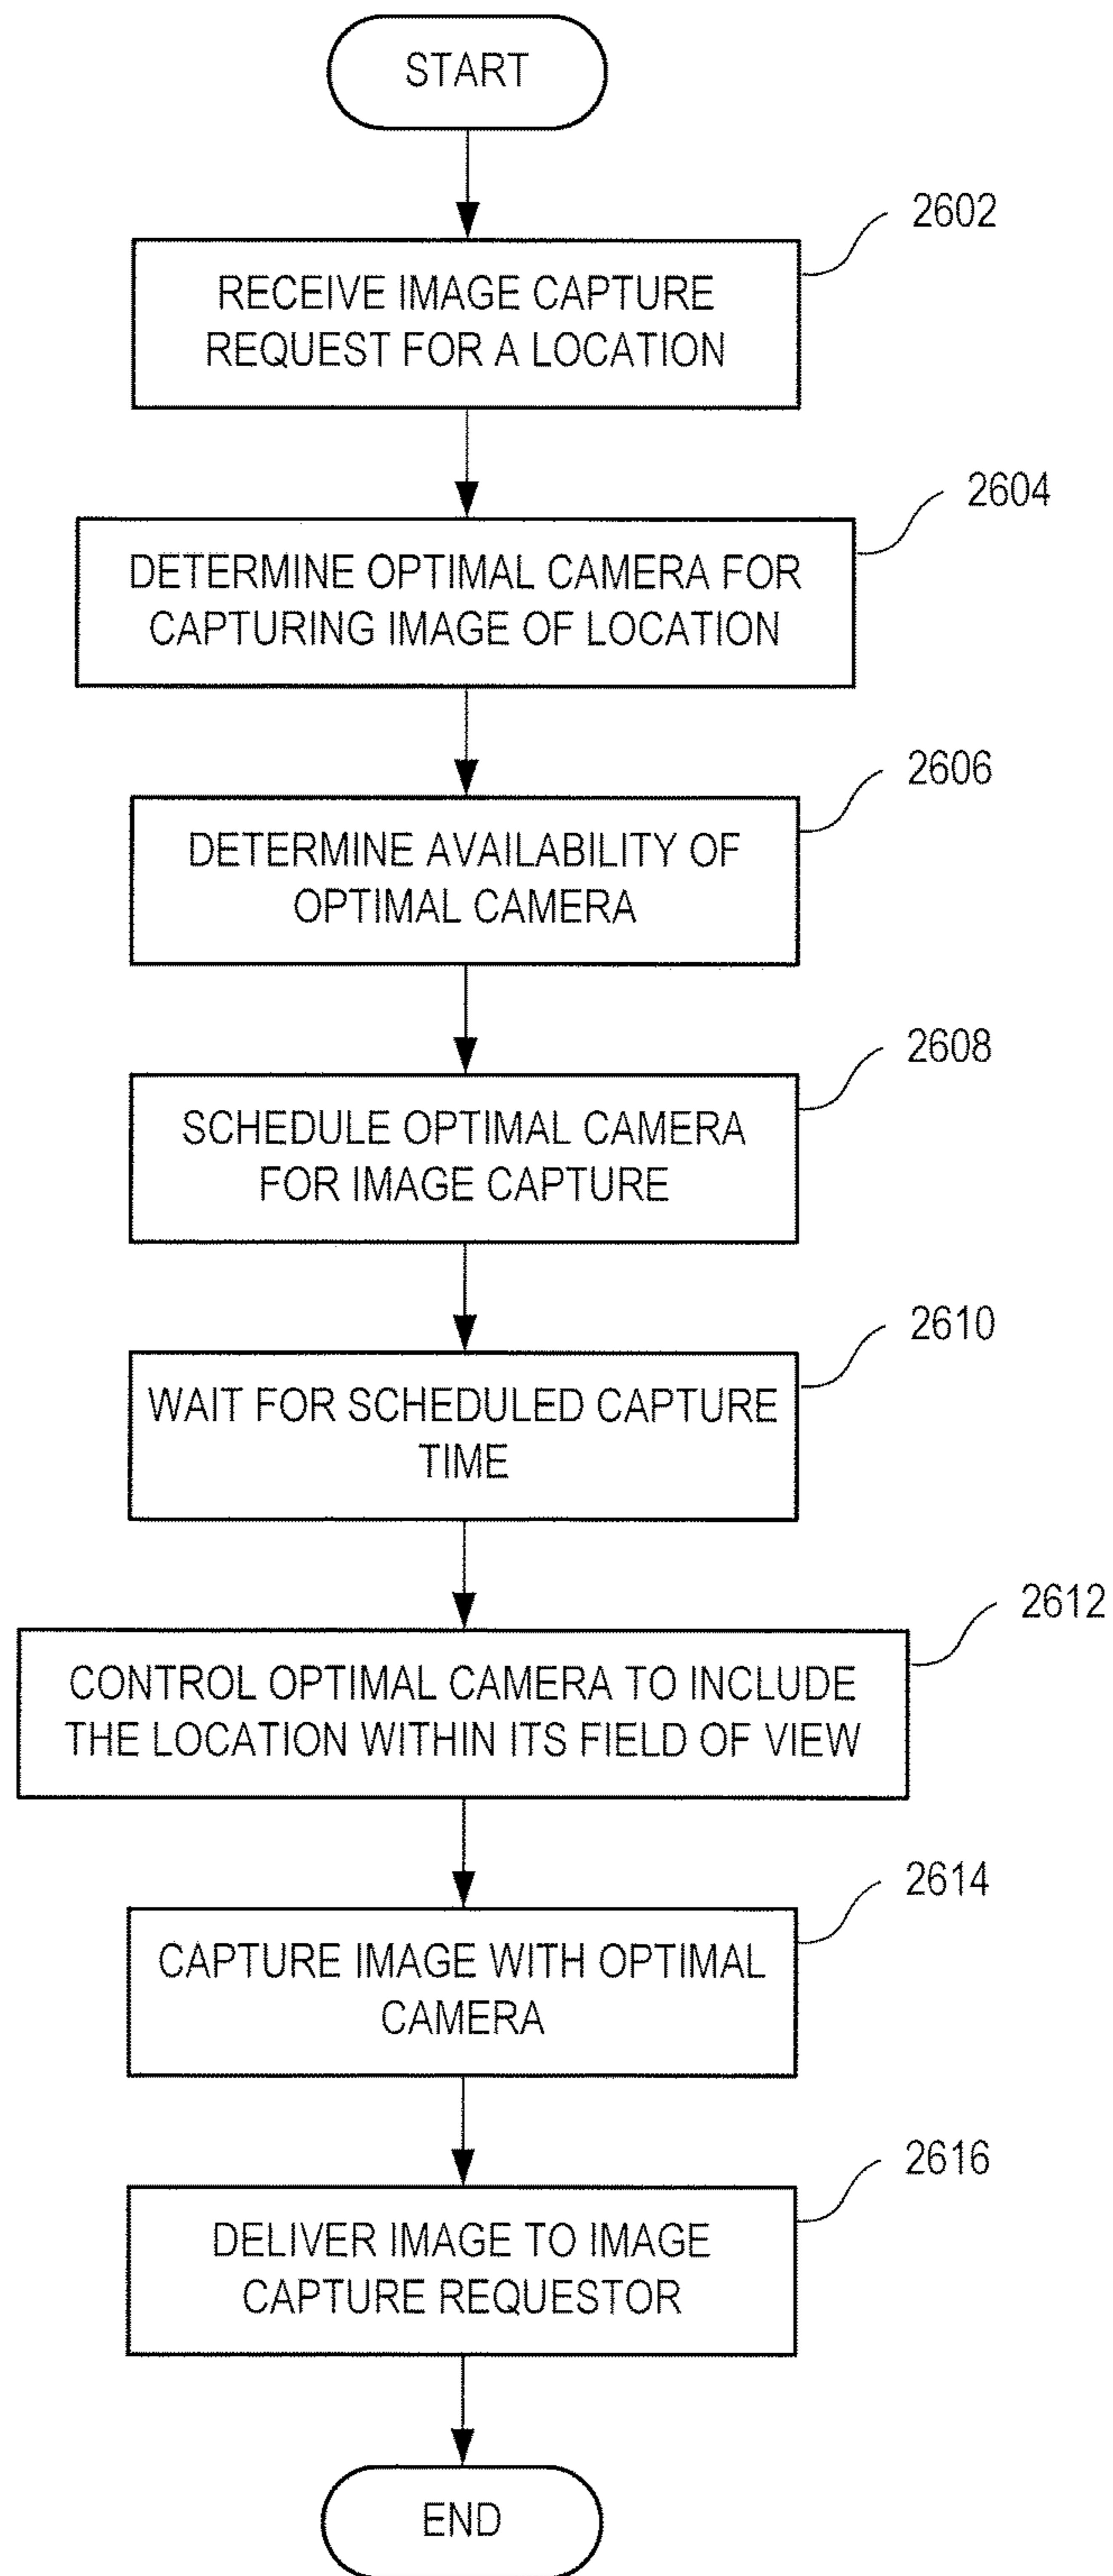 START
2602
RECEIVE IMAGE CAPTURE
REQUEST FOR A LOCATION
2604
DETERMINE OPTIMAL CAMERA FOR
CAPTURING IMAGE OF LOCATION
2606
DETERMINE AVAILABILITY OF
OPTIMAL CAMERA
2608
SCHEDULE OPTIMAL CAMERA
FOR IMAGE CAPTURE
2610
WAIT FOR SCHEDULED CAPTURE
TIME
2612
CONTROL OPTIMAL CAMERA TO INCLUDE
THE LOCATION WITHIN ITS FIELD OF VIEW
2614
CAPTURE IMAGE WITH OPTIMAL
CAMERA
2616
DELIVER IMAGE TO IMAGE
CAPTURE REQUESTOR
END